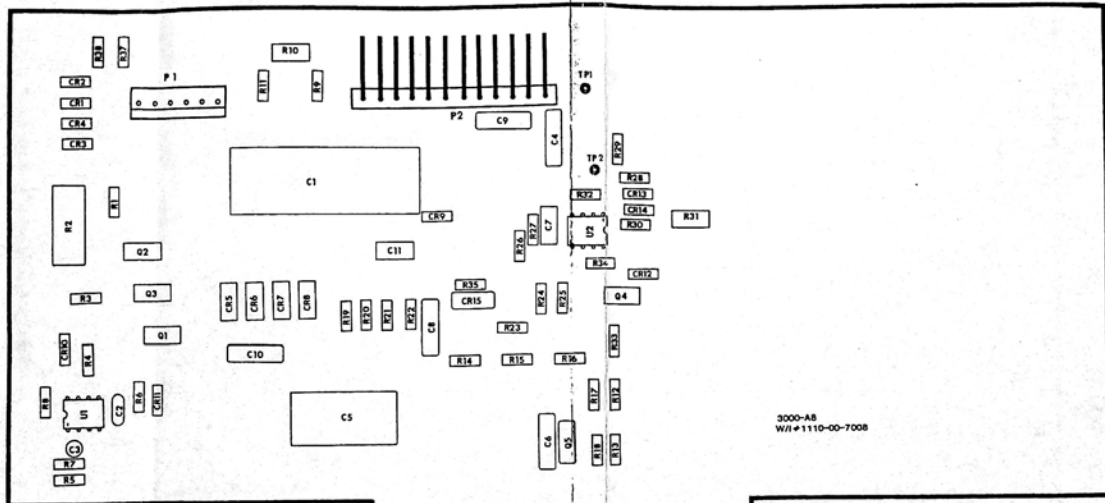 R38 R37
R10
P1
R11
R9
P2
TP1
CR2
CR1
CR4
CR3
C9
C4
R29
TP2
C1
R28
R2
R1
R32
CR13
CR14
R31
CR9
R30
R27
C7
U2
R26
Q2
C11
R34
CR12
R3
Q3
CR5
CR6
CR7
CR8
R35
CR15
R24
R25
Q4
R19
R20
R21
R22
C8
R23
Q1
R33
CR10
R4
C10
R14
R15
R16
R8
U1
C2
R6
CR11
C5
R17
R12
3000-AB
W/I#1110-00-7008
C6
Q5
R18
R13
C3
R7
R5